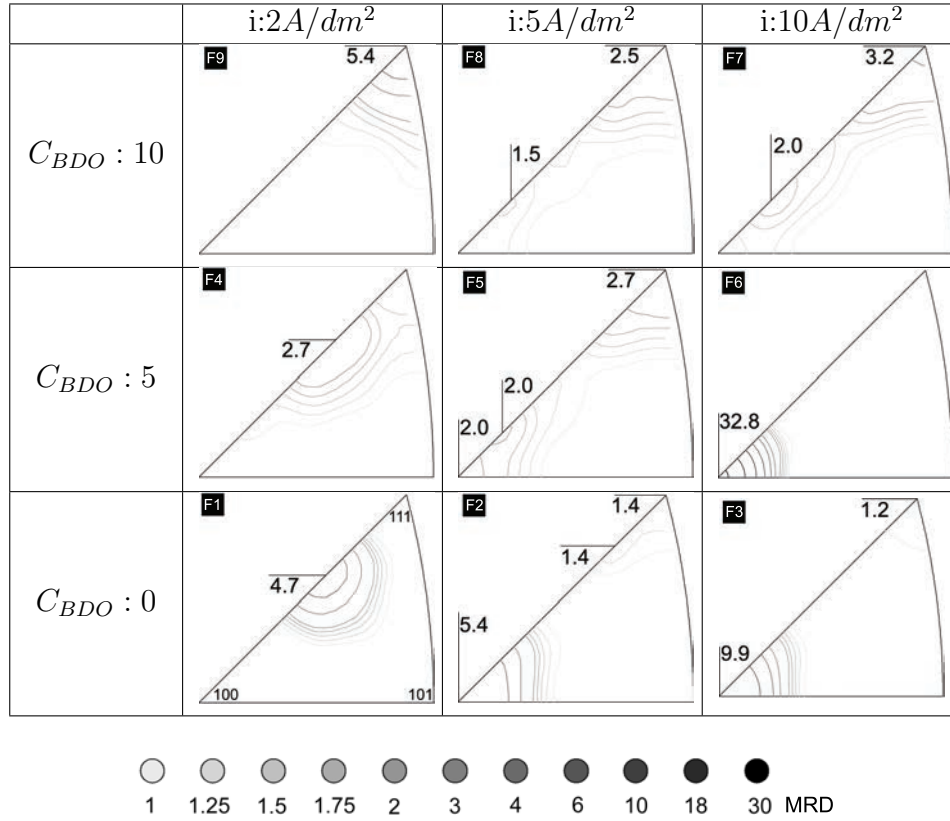 i:2A/dm² i:5A/dm² i:10A/dm²
C_BDO : 10
F9 5.4
F8 2.5
1.5
F7 3.2
2.0
C_BDO : 5
F4
2.7
F5 2.7
2.0
2.0
F6
32.8
C_BDO : 0
F1
111
4.7
100 101
F2 1.4
1.4
5.4
F3 1.2
9.9
1 1.25 1.5 1.75 2 3 4 6 10 18 30 MRD